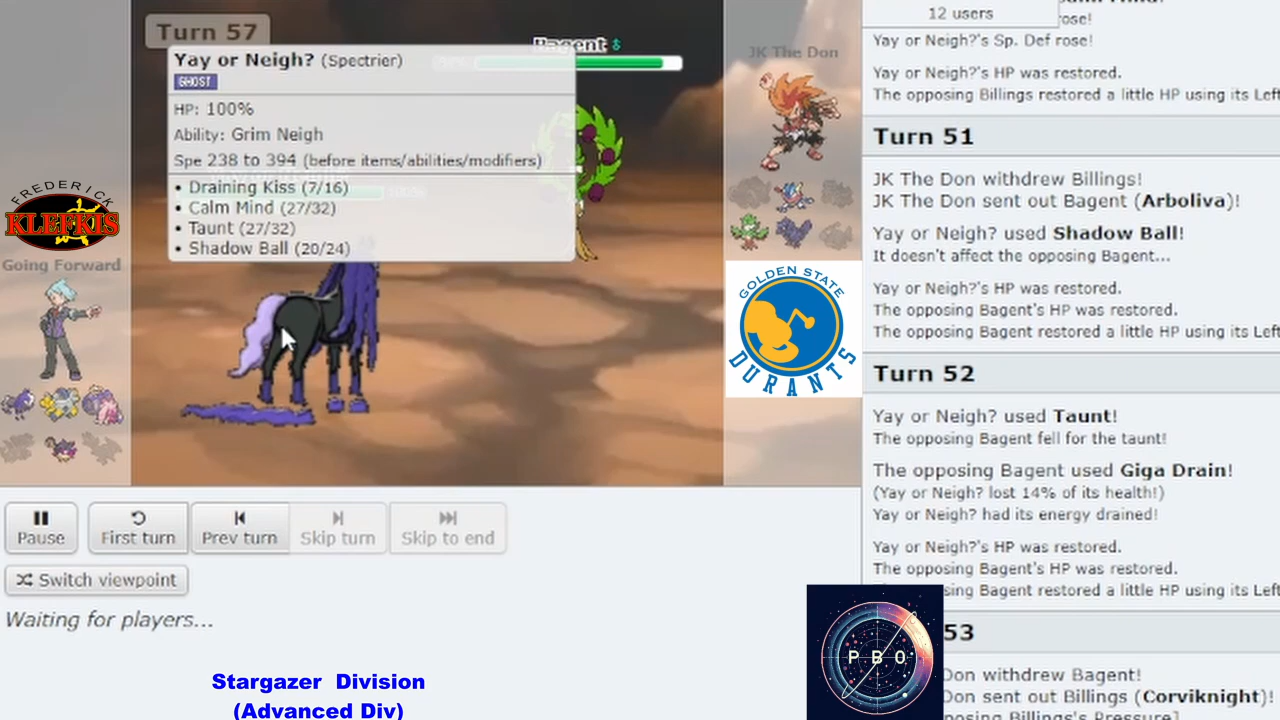 Turn 57
Bagent
Yay or Neigh? (Spectrier)
GHOST
HP: 100%
Ability: Grim Neigh
Spe 238 to 394 (before items/abilities/modifiers)
• Draining Kiss (7/16)
• Calm Mind (27/32)
• Taunt (27/32)
• Shadow Ball (20/24)
FREDERICK
KLEFKIS
Going Forward
JK The Don
GOLDEN STATE
DURANTS
Pause
First turn
Prev turn
Skip turn
Skip to end
Switch viewpoint
Waiting for players...
Stargazer Division
(Advanced Div)
PBO
12 users
rose!
Yay or Neigh?'s Sp. Def rose!
Yay or Neigh?'s HP was restored.
The opposing Billings restored a little HP using its Left
Turn 51
JK The Don withdrew Billings!
JK The Don sent out Bagent (Arboliva)!
Yay or Neigh? used Shadow Ball!
It doesn't affect the opposing Bagent...
Yay or Neigh?'s HP was restored.
The opposing Bagent's HP was restored.
The opposing Bagent restored a little HP using its Left
Turn 52
Yay or Neigh? used Taunt!
The opposing Bagent fell for the taunt!
The opposing Bagent used Giga Drain!
(Yay or Neigh? lost 14% of its health!)
Yay or Neigh? had its energy drained!
Yay or Neigh?'s HP was restored.
The opposing Bagent's HP was restored.
sing Bagent restored a little HP using its Left
53
Don withdrew Bagent!
Don sent out Billings (Corviknight)!
posing Billings's Pressure]